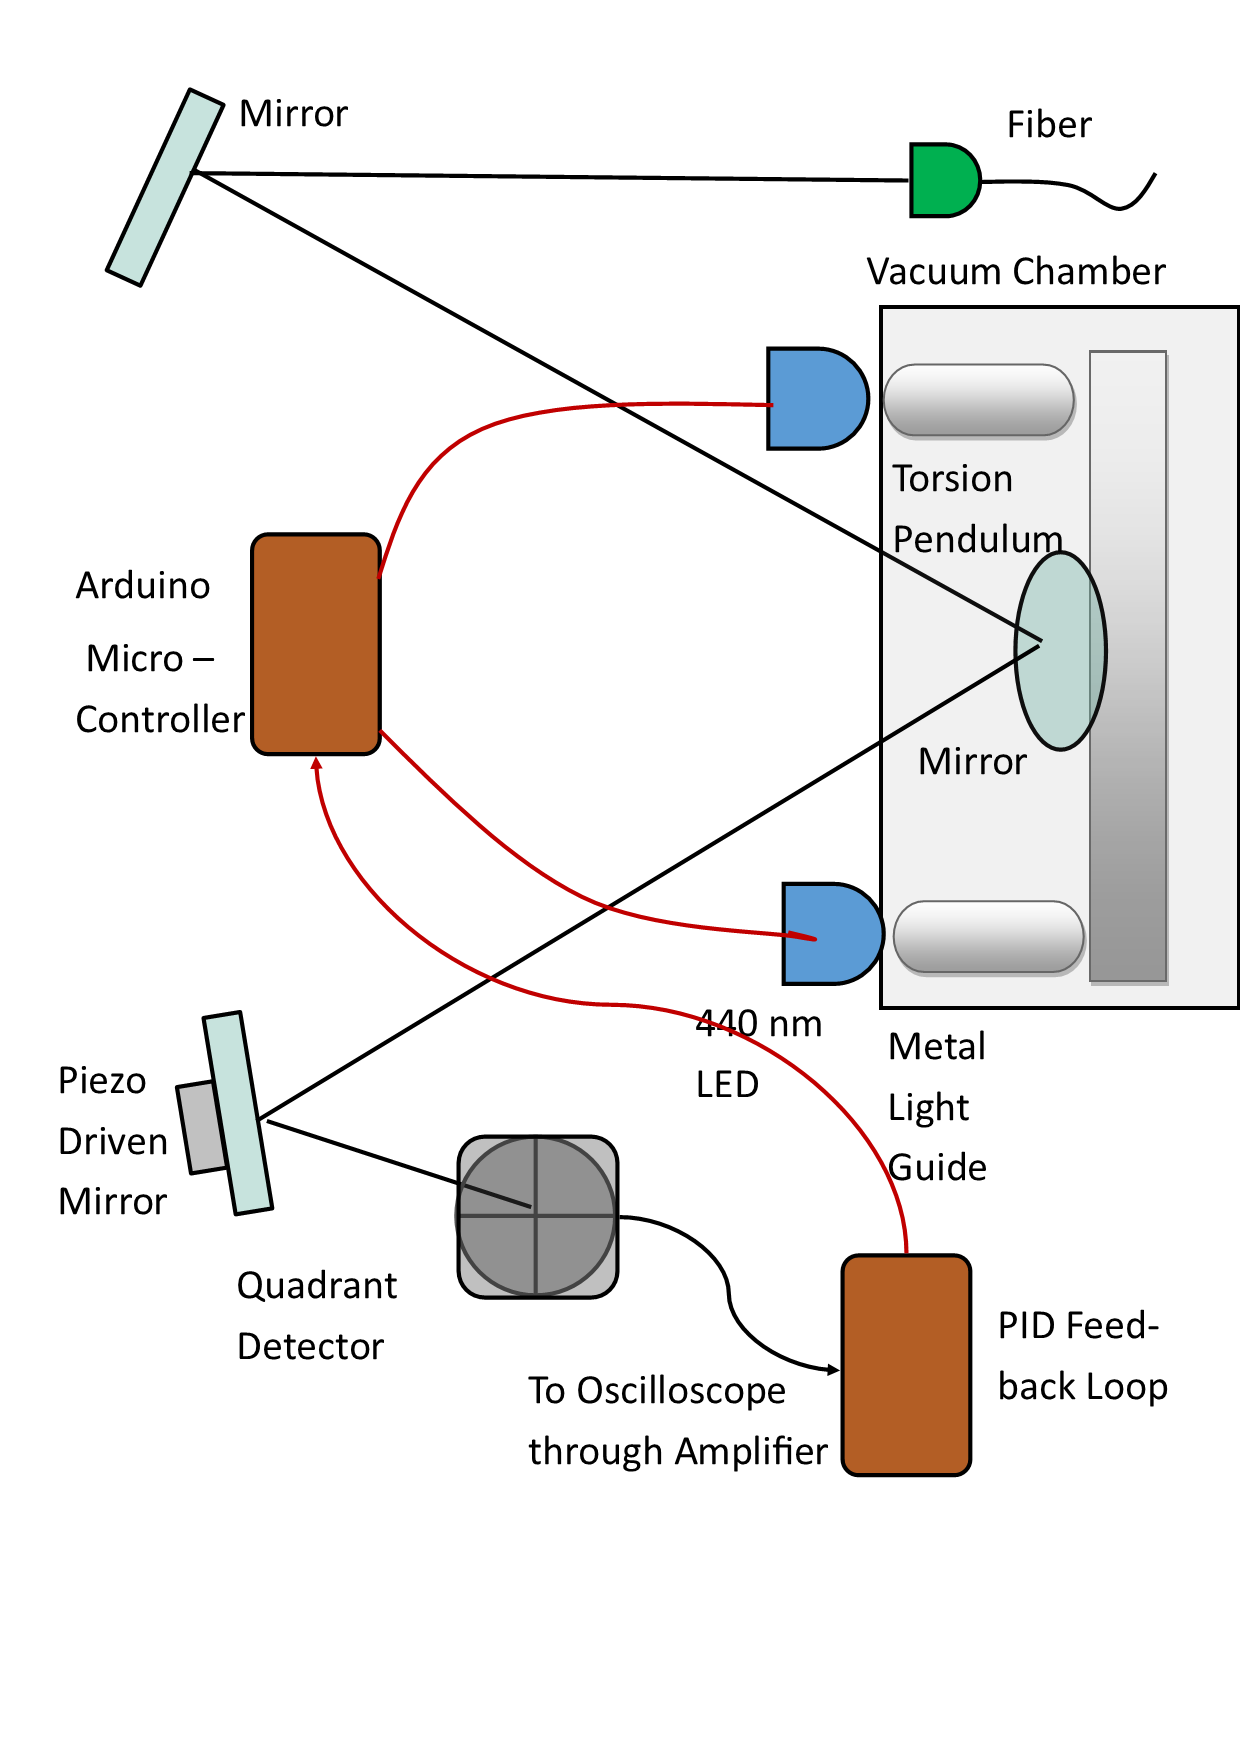 Mirror
Fiber
Vacuum Chamber
Torsion
Pendulum
Arduino
Micro –
Controller
Mirror
440 nm
LED
Metal
Light
Guide
Piezo
Driven
Mirror
Quadrant
Detector
PID Feed-
back Loop
To Oscilloscope
through Amplifier